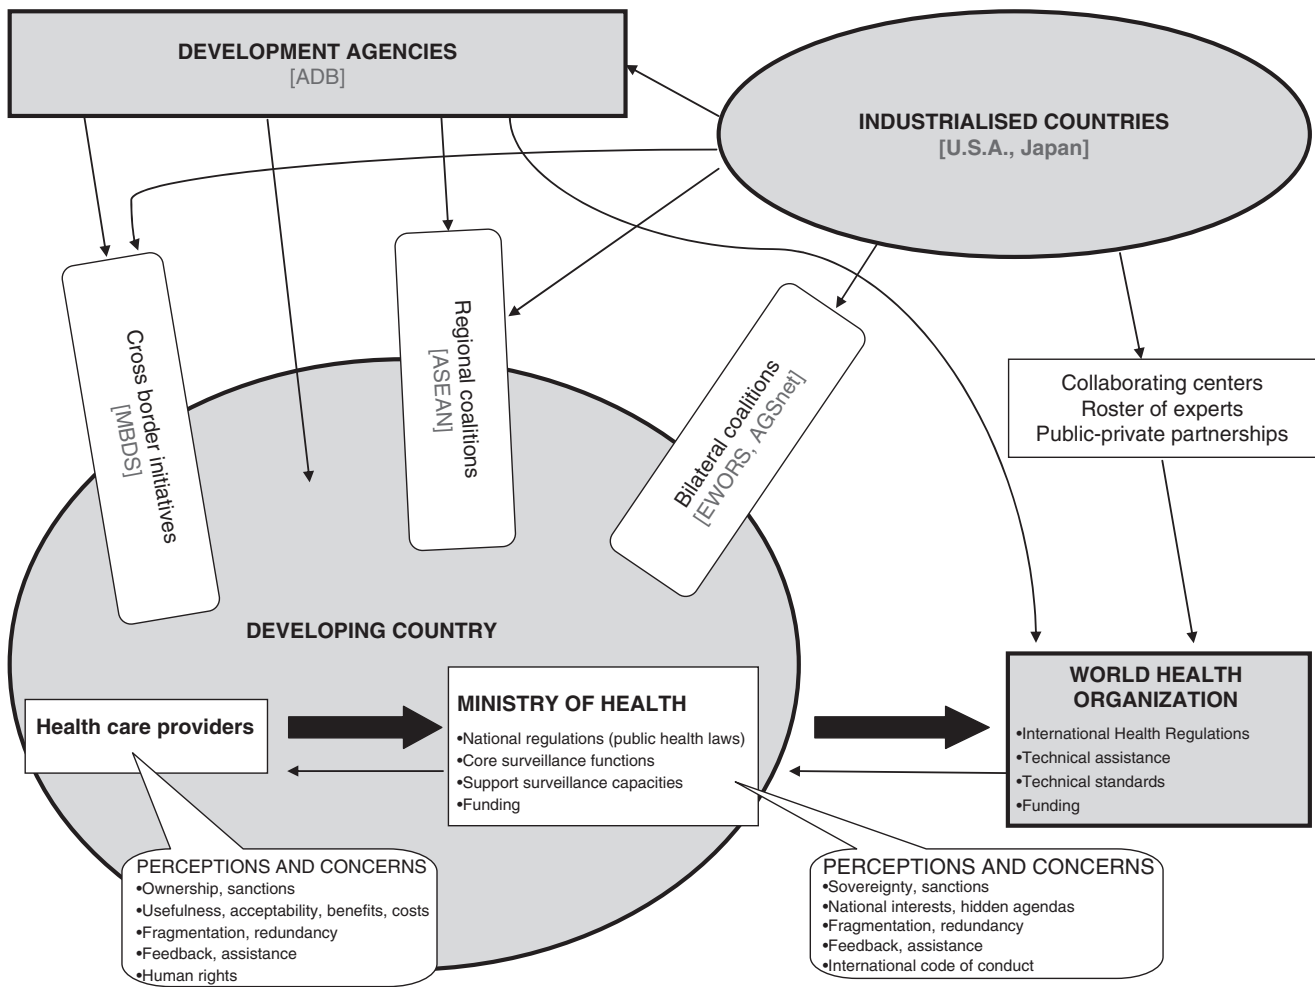 DEVELOPMENT AGENCIES
[ADB]
INDUSTRIALISED COUNTRIES
[U.S.A., Japan]
Cross border initiatives
[MBDS]
Regional coalitions
[ASEAN]
Bilateral coalitions
[EWORS, AGSnet]
Collaborating centers
Roster of experts
Public-private partnerships
DEVELOPING COUNTRY
Health care providers
MINISTRY OF HEALTH
•National regulations (public health laws)
•Core surveillance functions
•Support surveillance capacities
•Funding
WORLD HEALTH
ORGANIZATION
•International Health Regulations
•Technical assistance
•Technical standards
•Funding
PERCEPTIONS AND CONCERNS
•Ownership, sanctions
•Usefulness, acceptability, benefits, costs
•Fragmentation, redundancy
•Feedback, assistance
•Human rights
PERCEPTIONS AND CONCERNS
•Sovereignty, sanctions
•National interests, hidden agendas
•Fragmentation, redundancy
•Feedback, assistance
•International code of conduct